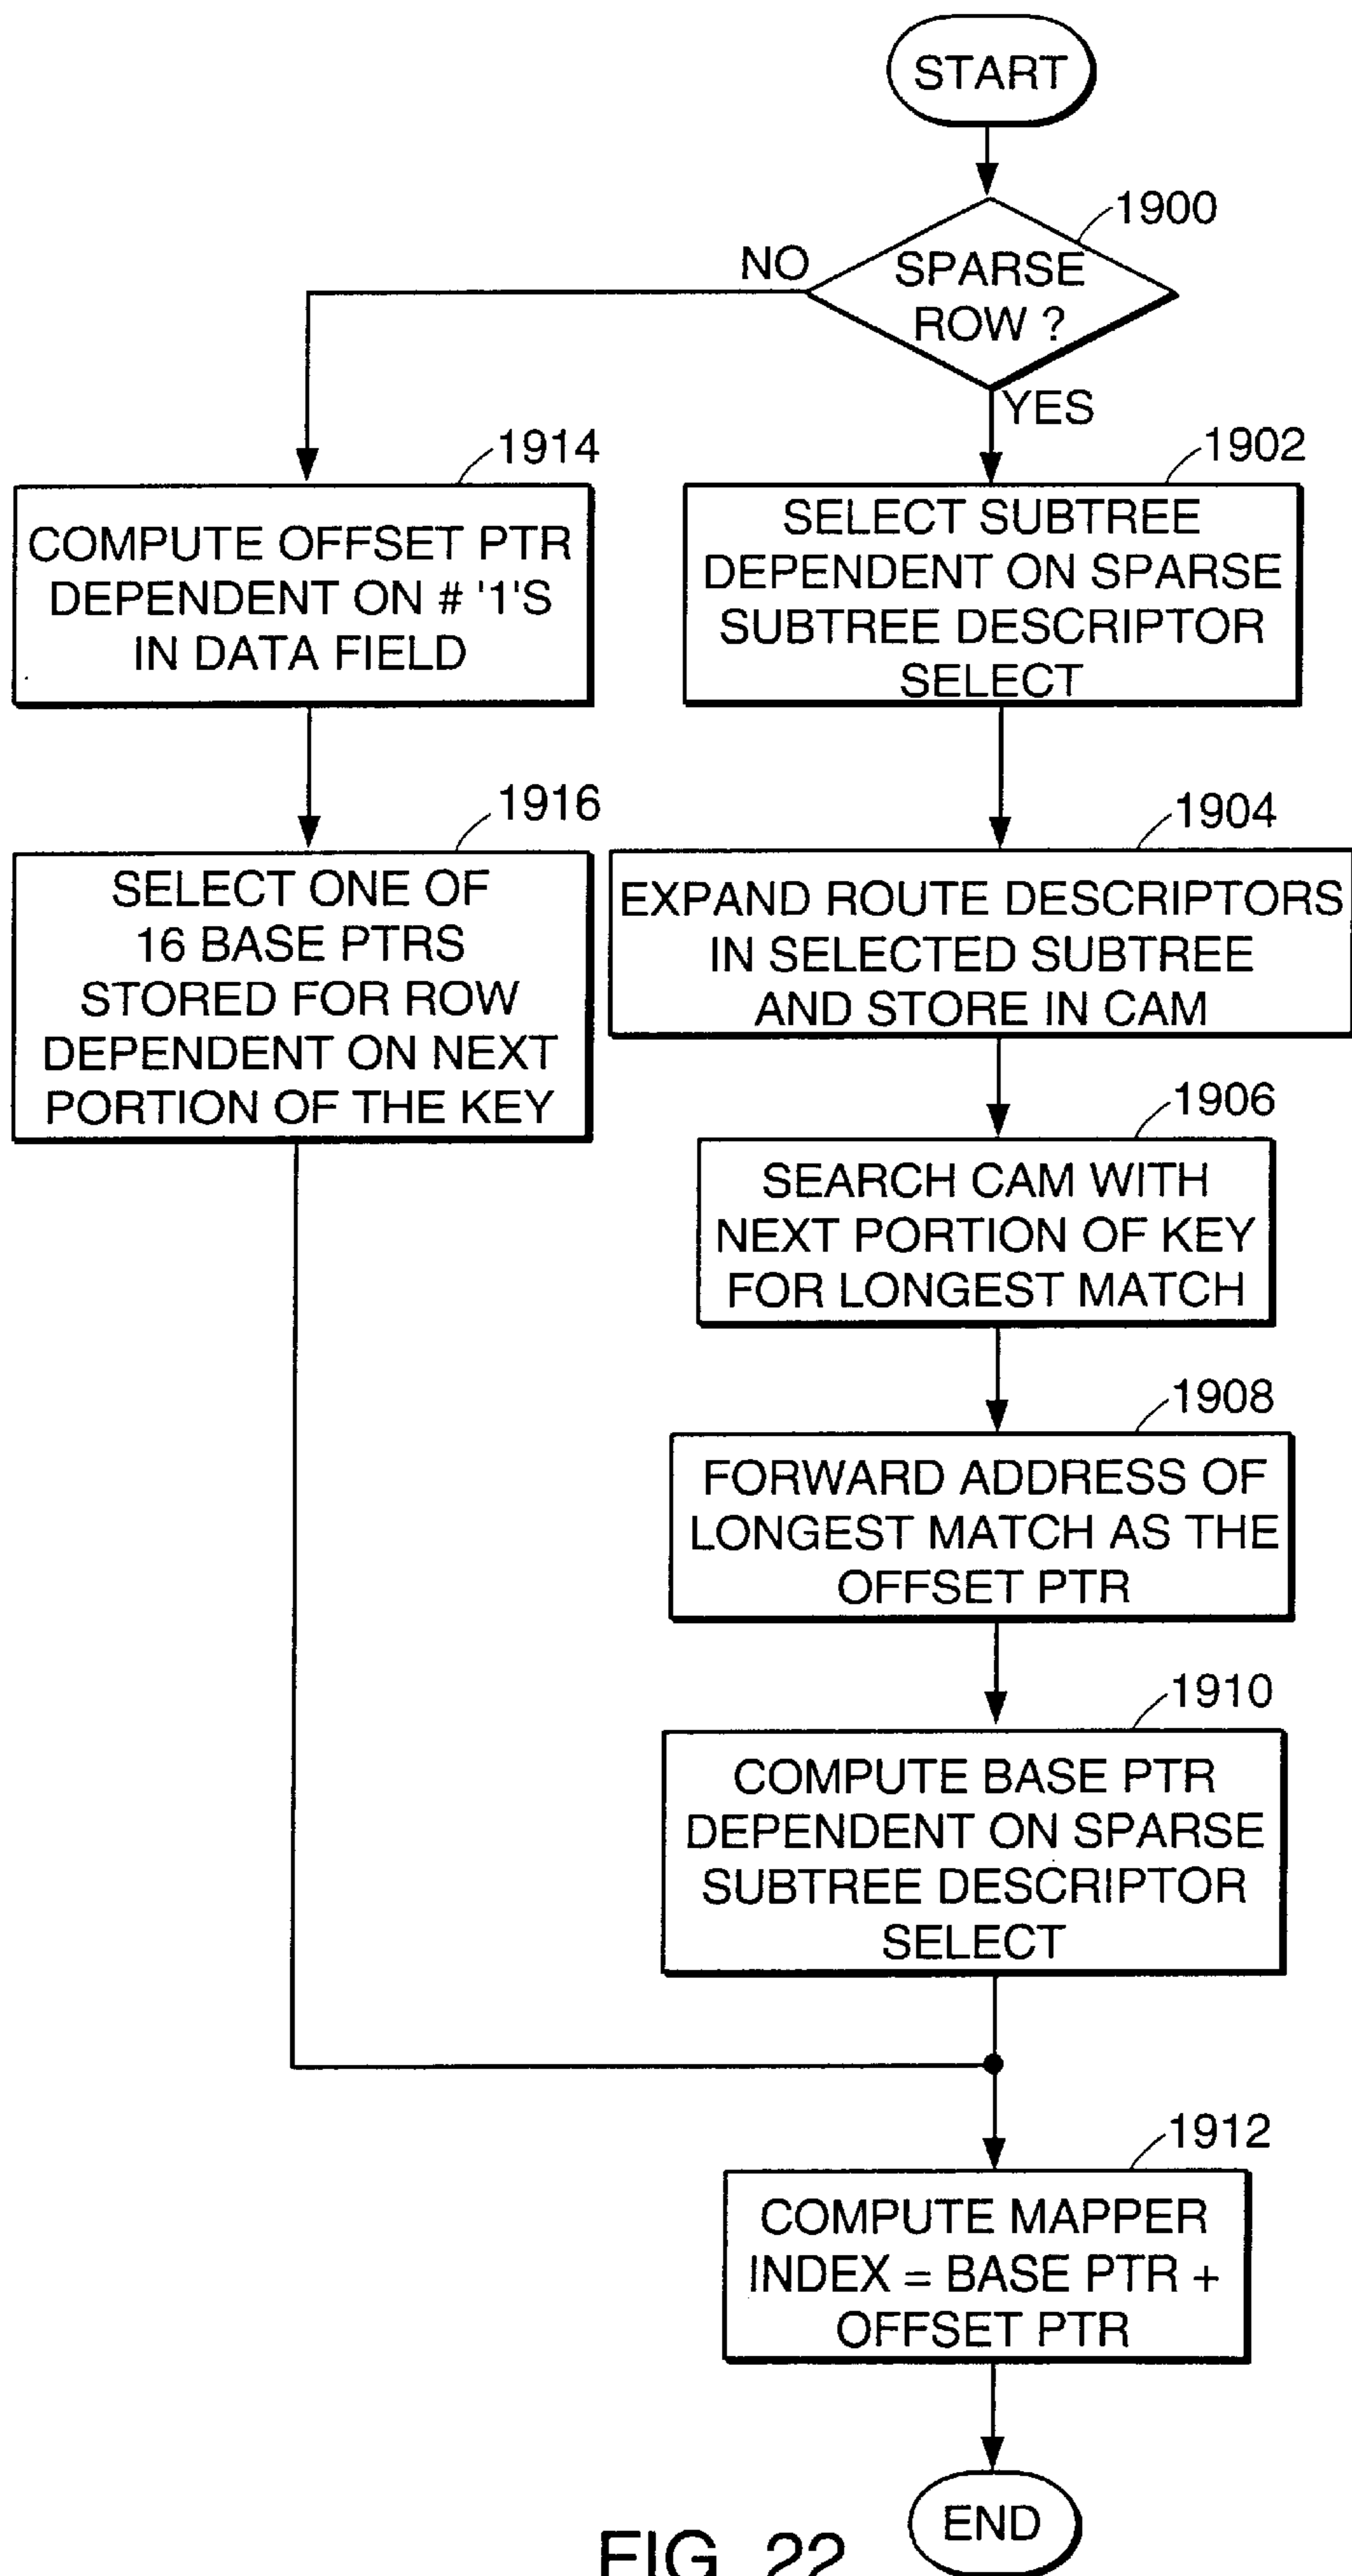 START
1900
SPARSE
ROW ?
NO
YES
1914
COMPUTE OFFSET PTR
DEPENDENT ON # '1'S
IN DATA FIELD
1902
SELECT SUBTREE
DEPENDENT ON SPARSE
SUBTREE DESCRIPTOR
SELECT
1916
SELECT ONE OF
16 BASE PTRS
STORED FOR ROW
DEPENDENT ON NEXT
PORTION OF THE KEY
1904
EXPAND ROUTE DESCRIPTORS
IN SELECTED SUBTREE
AND STORE IN CAM
1906
SEARCH CAM WITH
NEXT PORTION OF KEY
FOR LONGEST MATCH
1908
FORWARD ADDRESS OF
LONGEST MATCH AS THE
OFFSET PTR
1910
COMPUTE BASE PTR
DEPENDENT ON SPARSE
SUBTREE DESCRIPTOR
SELECT
1912
COMPUTE MAPPER
INDEX = BASE PTR +
OFFSET PTR
END
FIG. 22